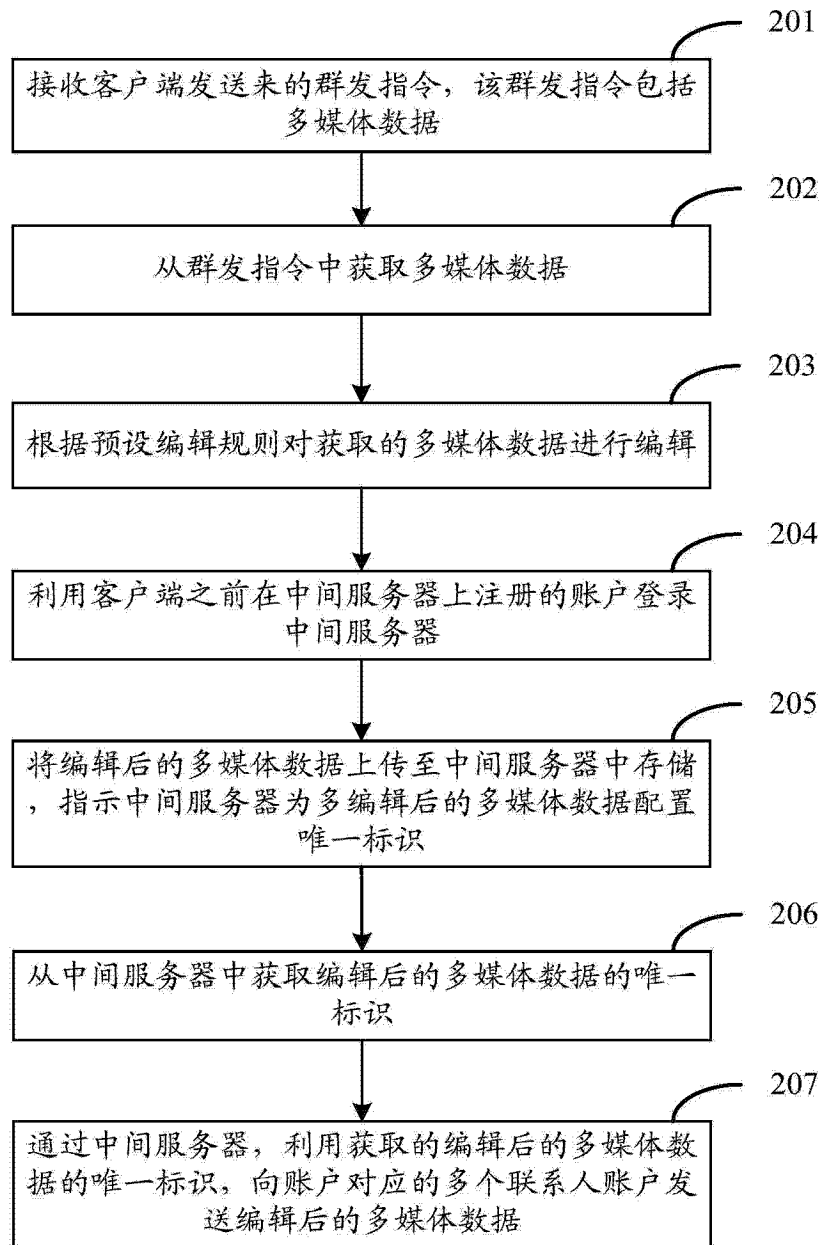 201
接收客户端发送来的群发指令，该群发指令包括
多媒体数据
202
从群发指令中获取多媒体数据
203
根据预设编辑规则对获取的多媒体数据进行编辑
204
利用客户端之前在中间服务器上注册的账户登录
中间服务器
205
将编辑后的多媒体数据上传至中间服务器中存储
，指示中间服务器为多编辑后的多媒体数据配置
唯一标识
206
从中间服务器中获取编辑后的多媒体数据的唯一
标识
207
通过中间服务器，利用获取的编辑后的多媒体数
据的唯一标识，向账户对应的多个联系人账户发
送编辑后的多媒体数据